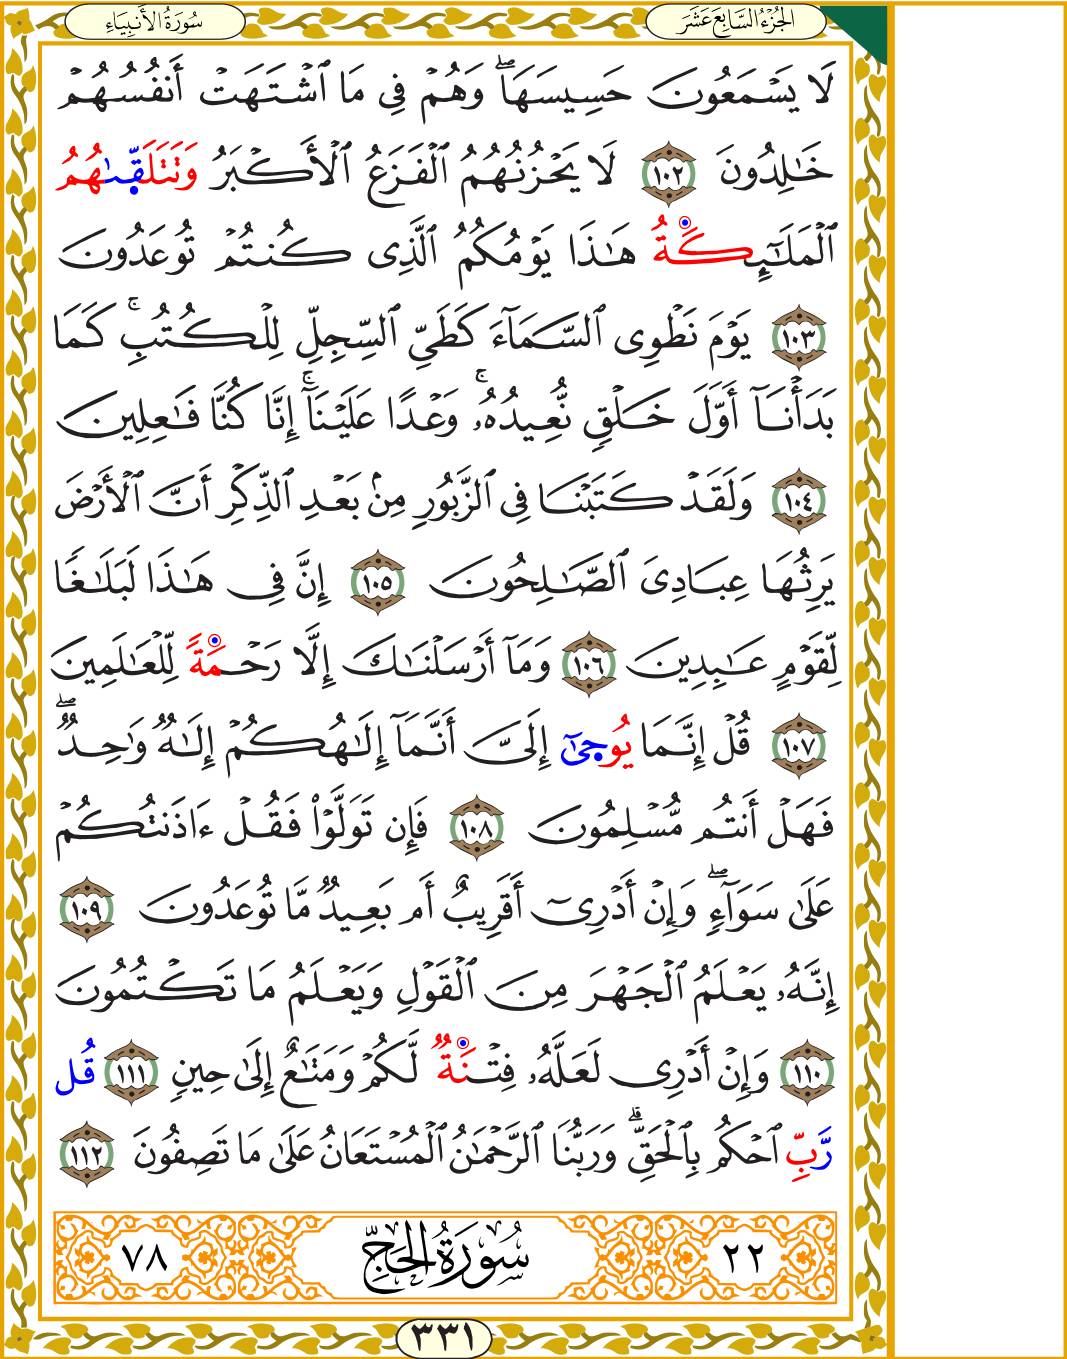 الجُزْءُ السَّابِعَ عَشَرَ
سُورَةُ الأَنبِيَاءِ
لَا يَسۡمَعُونَ حَسِيسَهَاۖ وَهُمۡ فِي مَا ٱشۡتَهَتۡ أَنفُسُهُمۡ
خَٰلِدُونَ ١٠٢ لَا يَحۡزُنُهُمُ ٱلۡفَزَعُ ٱلۡأَكۡبَرُ وَتَتَلَقَّىٰهُمُ
ٱلۡمَلَٰٓئِكَةُ هَٰذَا يَوۡمُكُمُ ٱلَّذِي كُنتُمۡ تُوعَدُونَ
١٠٣ يَوۡمَ نَطۡوِي ٱلسَّمَآءَ كَطَيِّ ٱلسِّجِلِّ لِلۡكُتُبِۚ كَمَا
بَدَأۡنَآ أَوَّلَ خَلۡقٖ نُّعِيدُهُۥۚ وَعۡدًا عَلَيۡنَآۚ إِنَّا كُنَّا فَٰعِلِينَ
١٠٤ وَلَقَدۡ كَتَبۡنَا فِي ٱلزَّبُورِ مِنۢ بَعۡدِ ٱلذِّكۡرِ أَنَّ ٱلۡأَرۡضَ
يَرِثُهَا عِبَادِيَ ٱلصَّٰلِحُونَ ١٠٥ إِنَّ فِي هَٰذَا لَبَلَٰغٗا
لِّقَوۡمٍ عَٰبِدِينَ ١٠٦ وَمَآ أَرۡسَلۡنَٰكَ إِلَّا رَحۡمَةٗ لِّلۡعَٰلَمِينَ
١٠٧ قُلۡ إِنَّمَا يُوحَىٰٓ إِلَيَّ أَنَّمَآ إِلَٰهُكُمۡ إِلَٰهٞ وَٰحِدٞۖ
فَهَلۡ أَنتُم مُّسۡلِمُونَ ١٠٨ فَإِن تَوَلَّوۡاْ فَقُلۡ ءَاذَنتُكُمۡ
عَلَىٰ سَوَآءٖۖ وَإِنۡ أَدۡرِيٓ أَقَرِيبٌ أَم بَعِيدٞ مَّا تُوعَدُونَ ١٠٩
إِنَّهُۥ يَعۡلَمُ ٱلۡجَهۡرَ مِنَ ٱلۡقَوۡلِ وَيَعۡلَمُ مَا تَكۡتُمُونَ
١١٠ وَإِنۡ أَدۡرِي لَعَلَّهُۥ فِتۡنَةٞ لَّكُمۡ وَمَتَٰعٌ إِلَىٰ حِينٖ ١١١ قُل
رَّبِّ ٱحۡكُم بِٱلۡحَقِّۗ وَرَبُّنَا ٱلرَّحۡمَٰنُ ٱلۡمُسۡتَعَانُ عَلَىٰ مَا تَصِفُونَ ١١٢
٢٢ سُورَةُ الحَجِّ ٧٨
٣٣١